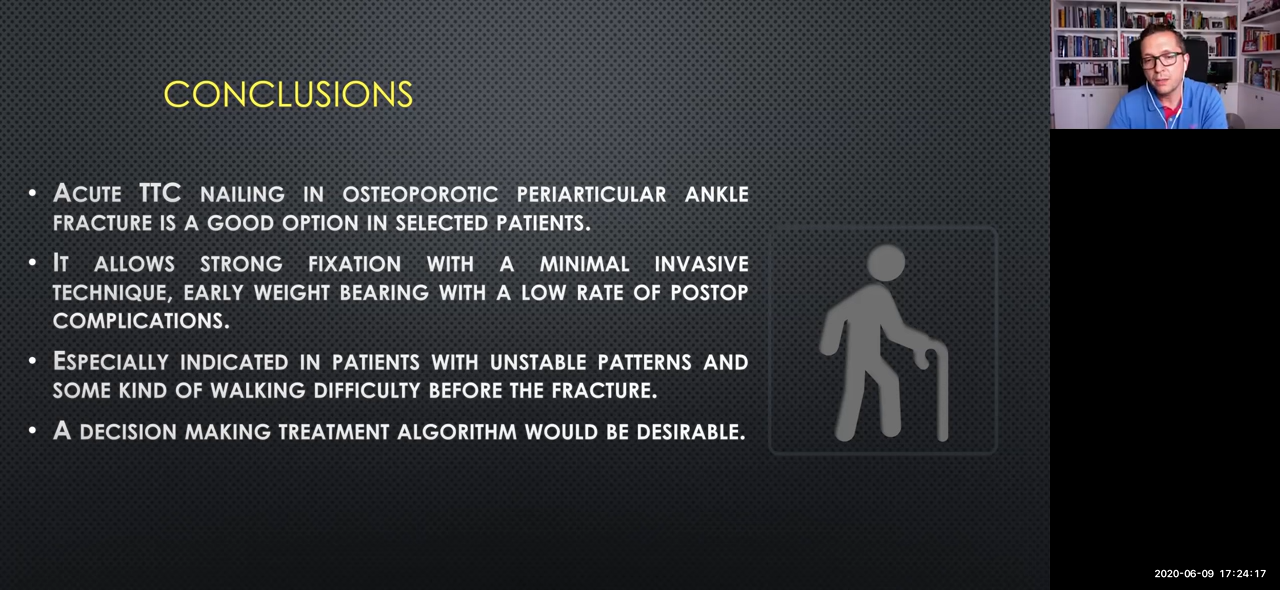 CONCLUSIONS
• ACUTE TTC NAILING IN OSTEOPOROTIC PERIARTICULAR ANKLE
FRACTURE IS A GOOD OPTION IN SELECTED PATIENTS.
• IT ALLOWS STRONG FIXATION WITH A MINIMAL INVASIVE
TECHNIQUE, EARLY WEIGHT BEARING WITH A LOW RATE OF POSTOP
COMPLICATIONS.
• ESPECIALLY INDICATED IN PATIENTS WITH UNSTABLE PATTERNS AND
SOME KIND OF WALKING DIFFICULTY BEFORE THE FRACTURE.
• A DECISION MAKING TREATMENT ALGORITHM WOULD BE DESIRABLE.
2020-06-09 17:24:17